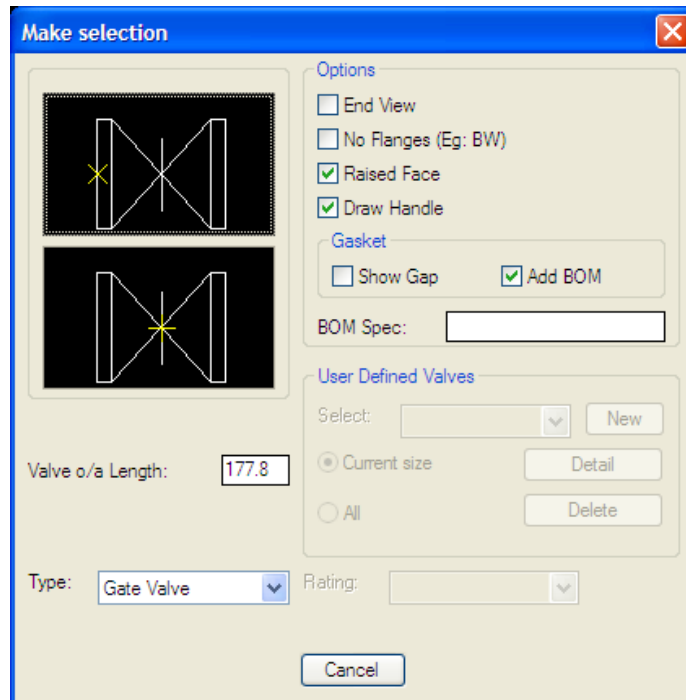 Make selection
Options
End View
No Flanges (Eg: BW)
Raised Face
Draw Handle
Gasket
Show Gap
Add BOM
BOM Spec:
User Defined Valves
Select:
New
Current size
Detail
All
Delete
Valve o/a Length:
177.8
Type:
Gate Valve
Rating:
Cancel